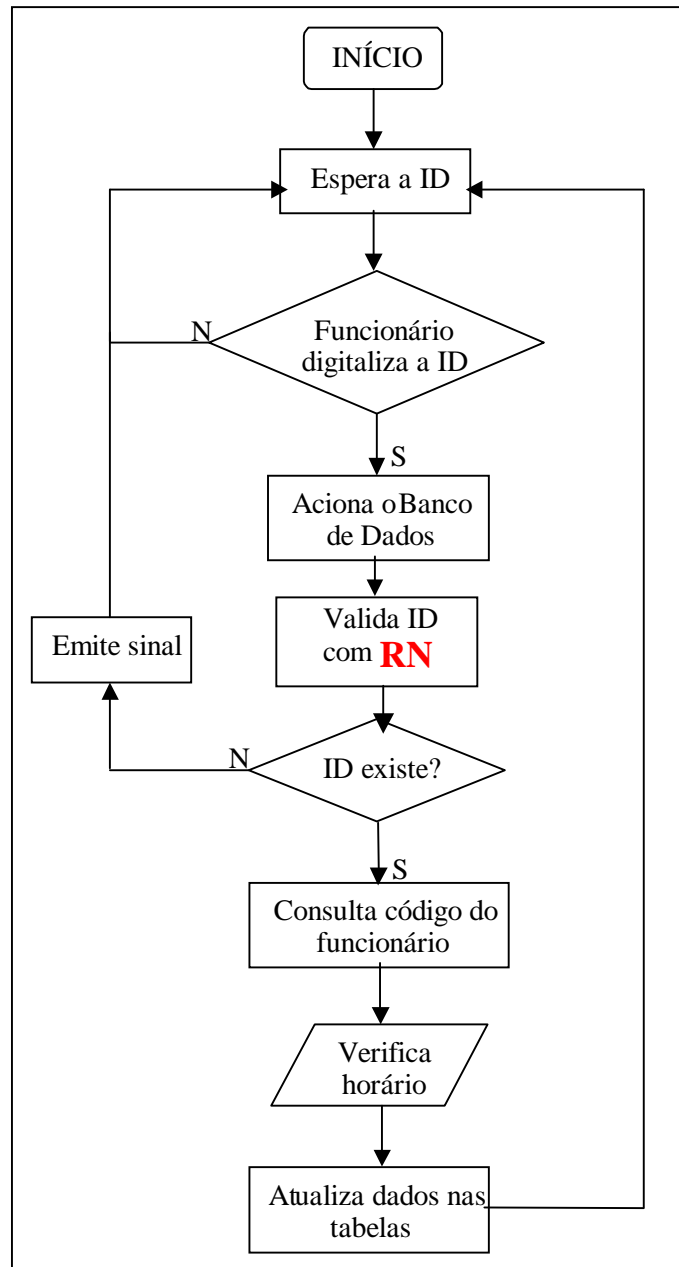 INÍCIO
Espera a ID
N
Funcionário
digitaliza a ID
S
Aciona o Banco
de Dados
Valida ID
com RN
Emite sinal
N
ID existe?
S
Consulta código do
funcionário
Verifica
horário
Atualiza dados nas
tabelas